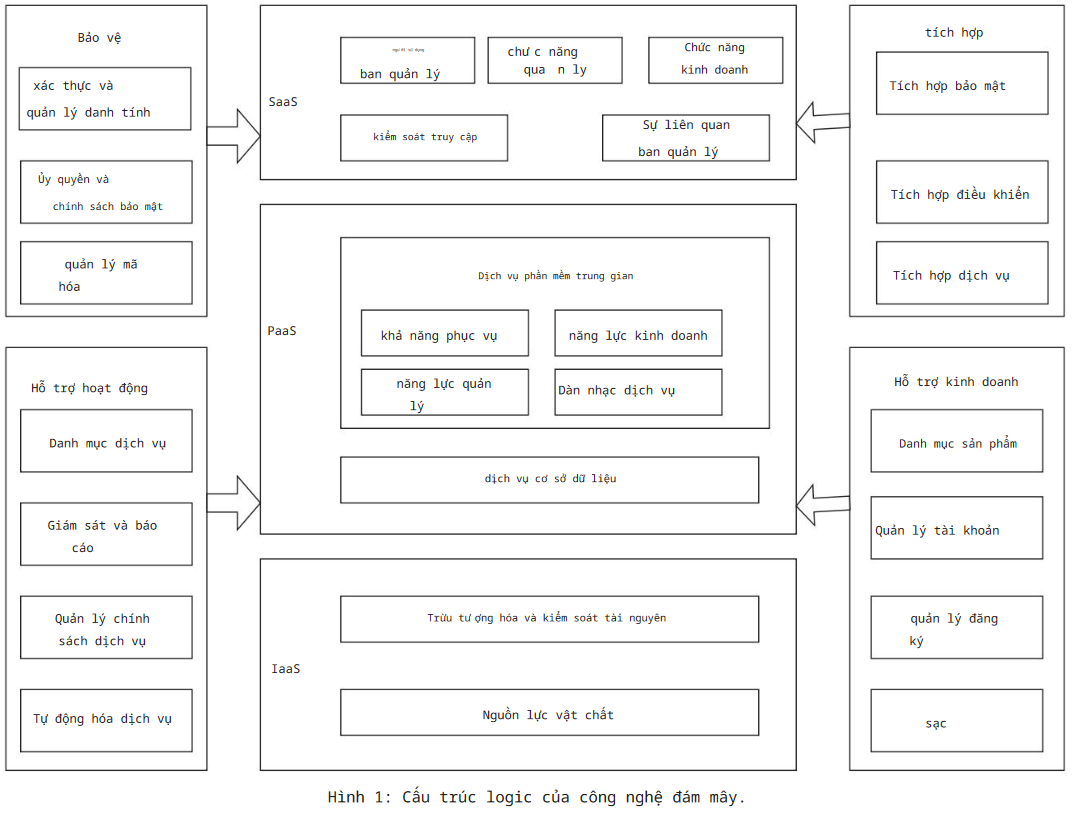 Bảo vệ
xác thực và
quản lý danh tính
Ủy quyền và
chính sách bảo mật
quản lý mã
hóa
Hỗ trợ hoạt động
Danh mục dịch vụ
Giám sát và báo
cáo
Quản lý chính
sách dịch vụ
Tự động hóa dịch vụ
SaaS
người sử dụng
ban quản lý
chư c năng
qua n ly
Chức năng
kinh doanh
kiểm soát truy cập
Sự liên quan
ban quản lý
PaaS
Dịch vụ phần mềm trung gian
khả năng phục vụ
năng lực kinh doanh
năng lực quản
lý
Dàn nhạc dịch vụ
dịch vụ cơ sở dữ liệu
IaaS
Trừu tượng hóa và kiểm soát tài nguyên
Nguồn lực vật chất
tích hợp
Tích hợp bảo mật
Tích hợp điều khiển
Tích hợp dịch vụ
Hỗ trợ kinh doanh
Danh mục sản phẩm
Quản lý tài khoản
quản lý đăng
ký
sạc
Hình 1: Cấu trúc logic của công nghệ đám mây.